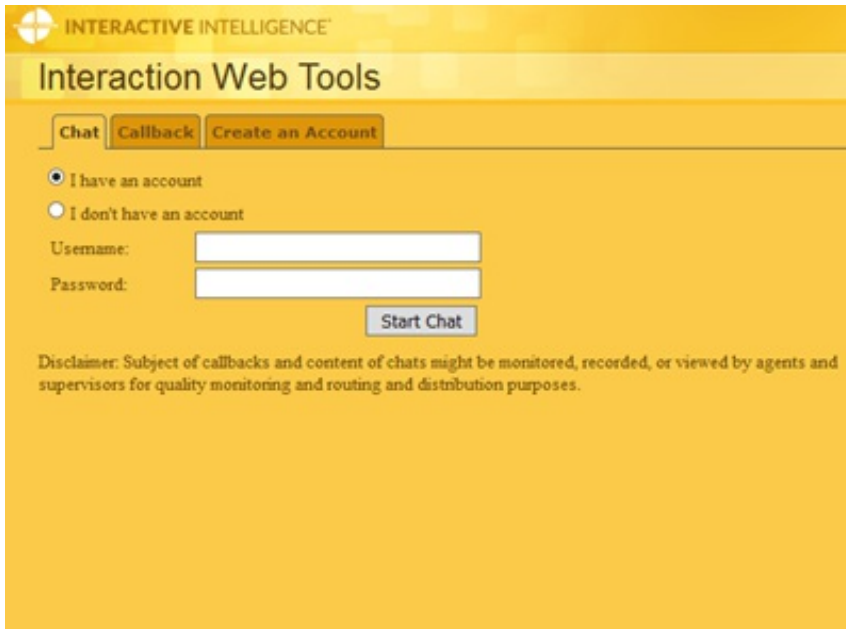 INTERACTIVE INTELLIGENCE®
Interaction Web Tools
Chat Callback Create an Account
I have an account
I don't have an account
Username:
Password:
Start Chat
Disclaimer: Subject of callbacks and content of chats might be monitored, recorded, or viewed by agents and
supervisors for quality monitoring and routing and distribution purposes.